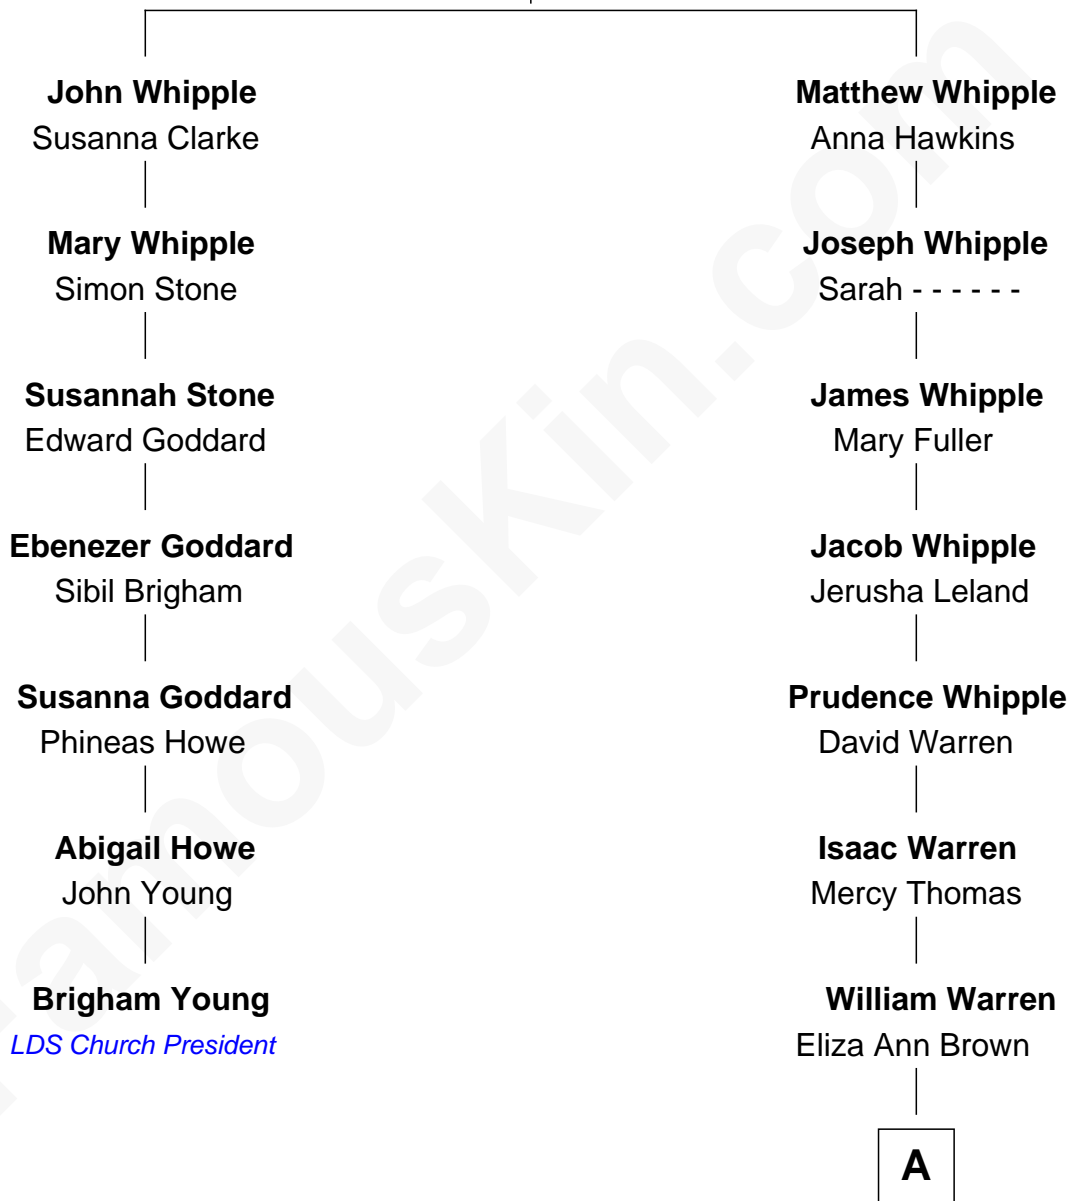 John Whipple
Susanna Clarke
Mary Whipple
Simon Stone
Susannah Stone
Edward Goddard
Ebenezer Goddard
Sibil Brigham
Susanna Goddard
Phineas Howe
Abigail Howe
John Young
Brigham Young
LDS Church President
Matthew Whipple
Anna Hawkins
Joseph Whipple
Sarah - - - - - -
James Whipple
Mary Fuller
Jacob Whipple
Jerusha Leland
Prudence Whipple
David Warren
Isaac Warren
Mercy Thomas
William Warren
Eliza Ann Brown
A
FamousKin.com